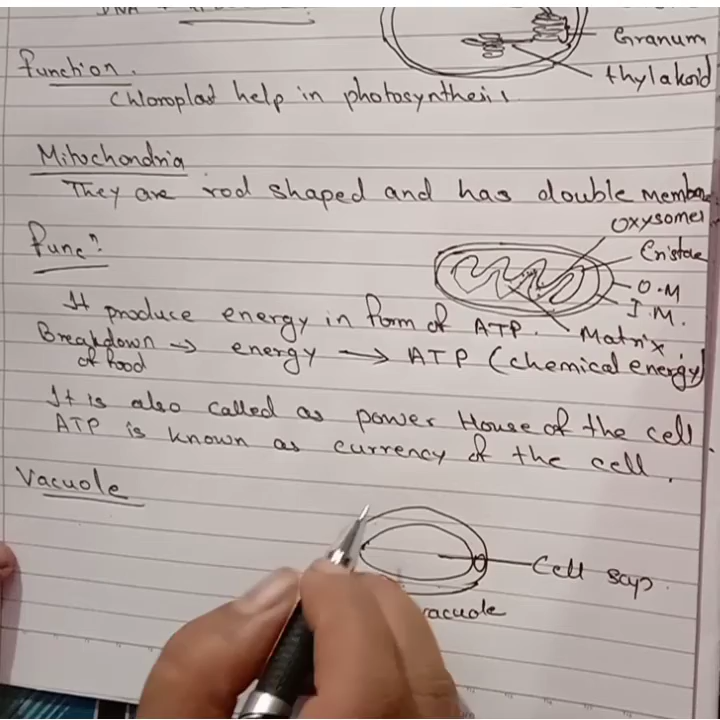 DNA +
Granum
thylakoid
Function.
Chloroplast help in photosynthesis.
Mitochondria
They are rod shaped and has double membrane
Oxysomes
Cristae
Func?
O.M
I.M.
Matrix.
It produce energy in form of ATP.
Breakdown → energy → ATP (chemical energy)
of food
It is also called as power House of the cell.
ATP is known as currency of the cell.
Vacuole
Cell sap.
vacuole